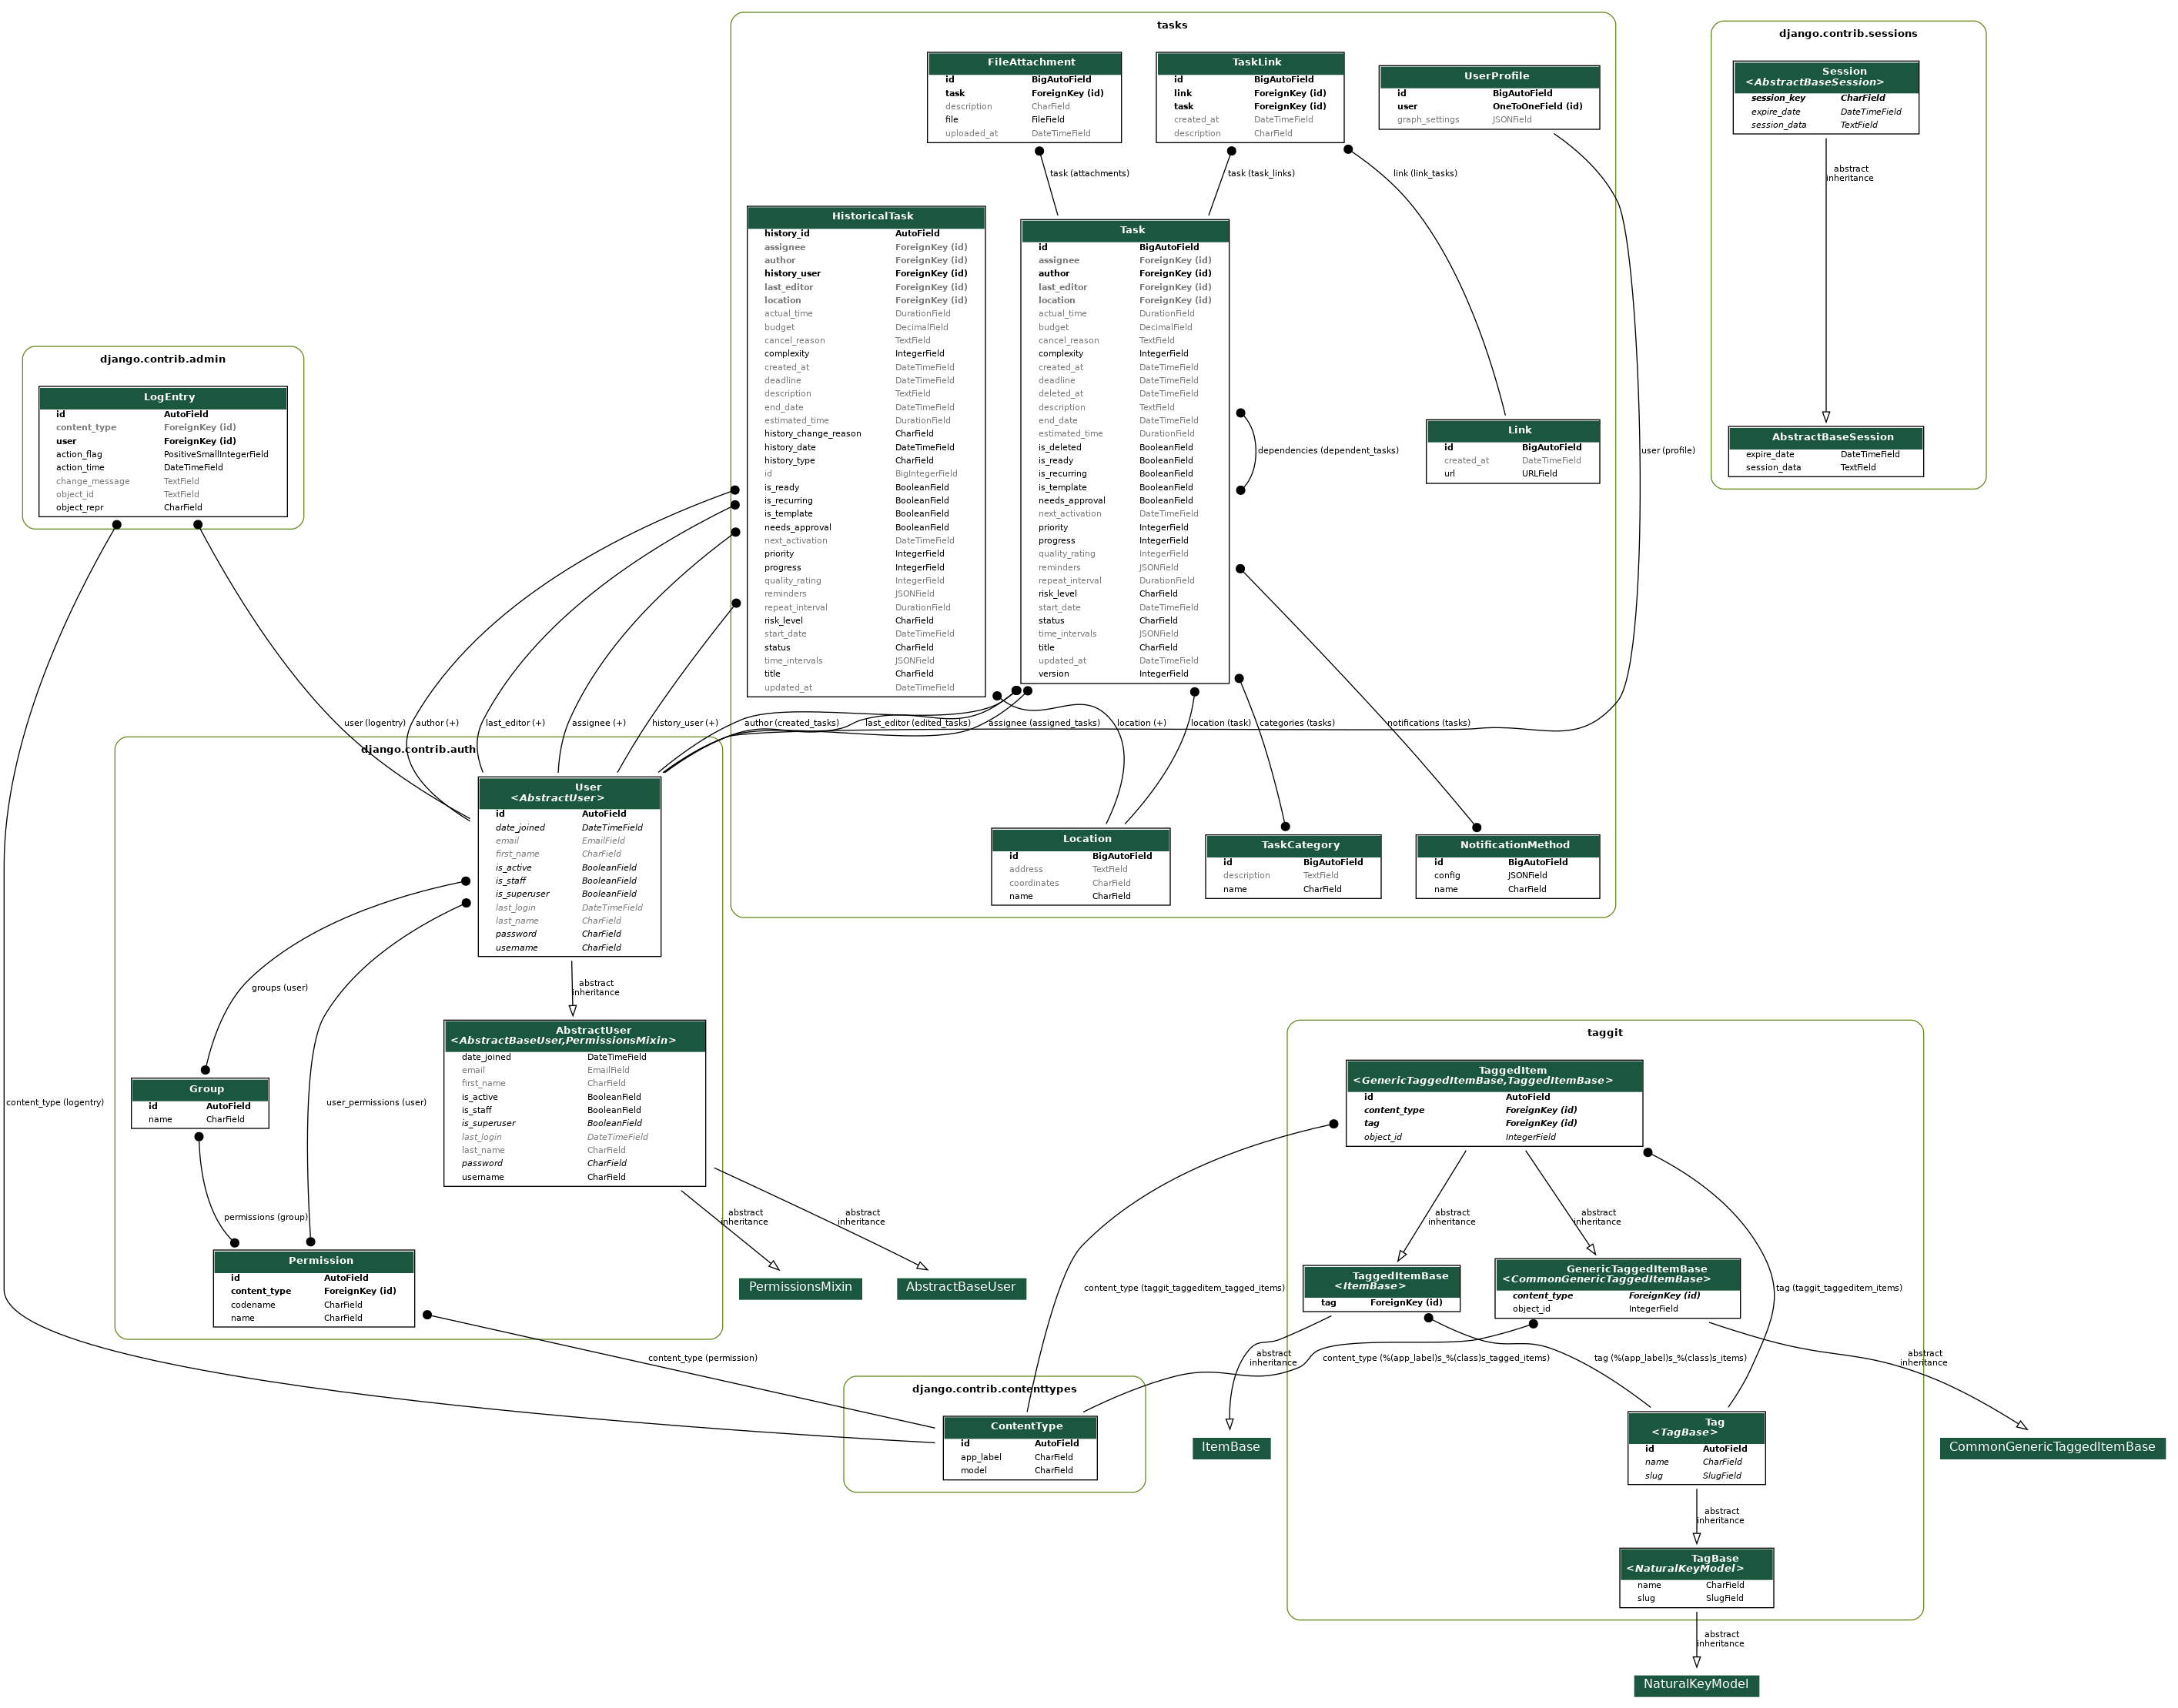 tasks
FileAttachment
id BigAutoField
task ForeignKey (id)
description CharField
file FileField
uploaded_at DateTimeField
TaskLink
id BigAutoField
link ForeignKey (id)
task ForeignKey (id)
created_at DateTimeField
description CharField
UserProfile
id BigAutoField
user OneToOneField (id)
graph_settings JSONField
django.contrib.sessions
Session
<AbstractBaseSession>
session_key CharField
expire_date DateTimeField
session_data TextField
abstract
inheritance
AbstractBaseSession
expire_date DateTimeField
session_data TextField
task (attachments)
task (task_links)
link (link_tasks)
HistoricalTask
history_id AutoField
assignee ForeignKey (id)
author ForeignKey (id)
history_user ForeignKey (id)
last_editor ForeignKey (id)
location ForeignKey (id)
actual_time DurationField
budget DecimalField
cancel_reason TextField
complexity IntegerField
created_at DateTimeField
deadline DateTimeField
description TextField
end_date DateTimeField
estimated_time DurationField
history_change_reason CharField
history_date DateTimeField
history_type CharField
id BigIntegerField
is_ready BooleanField
is_recurring BooleanField
is_template BooleanField
needs_approval BooleanField
next_activation DateTimeField
priority IntegerField
progress IntegerField
quality_rating IntegerField
reminders JSONField
repeat_interval DurationField
risk_level CharField
start_date DateTimeField
status CharField
time_intervals JSONField
title CharField
updated_at DateTimeField
Task
id BigAutoField
assignee ForeignKey (id)
author ForeignKey (id)
last_editor ForeignKey (id)
location ForeignKey (id)
actual_time DurationField
budget DecimalField
cancel_reason TextField
complexity IntegerField
created_at DateTimeField
deadline DateTimeField
deleted_at DateTimeField
description TextField
end_date DateTimeField
estimated_time DurationField
is_deleted BooleanField
is_ready BooleanField
is_recurring BooleanField
is_template BooleanField
needs_approval BooleanField
next_activation DateTimeField
priority IntegerField
progress IntegerField
quality_rating IntegerField
reminders JSONField
repeat_interval DurationField
risk_level CharField
start_date DateTimeField
status CharField
time_intervals JSONField
title CharField
updated_at DateTimeField
version IntegerField
dependencies (dependent_tasks)
Link
id BigAutoField
created_at DateTimeField
url URLField
user (profile)
django.contrib.admin
LogEntry
id AutoField
content_type ForeignKey (id)
user ForeignKey (id)
action_flag PositiveSmallIntegerField
action_time DateTimeField
change_message TextField
object_id TextField
object_repr CharField
user (logentry)
author (+)
last_editor (+)
assignee (+)
history_user (+)
author (created_tasks)
last_editor (edited_tasks)
assignee (assigned_tasks)
location (+)
location (task)
categories (tasks)
notifications (tasks)
django.contrib.auth
User
<AbstractUser>
id AutoField
date_joined DateTimeField
email EmailField
first_name CharField
is_active BooleanField
is_staff BooleanField
is_superuser BooleanField
last_login DateTimeField
last_name CharField
password CharField
username CharField
Location
id BigAutoField
address TextField
coordinates CharField
name CharField
TaskCategory
id BigAutoField
description TextField
name CharField
NotificationMethod
id BigAutoField
config JSONField
name CharField
groups (user)
abstract
inheritance
AbstractUser
<AbstractBaseUser,PermissionsMixin>
date_joined DateTimeField
email EmailField
first_name CharField
is_active BooleanField
is_staff BooleanField
is_superuser BooleanField
last_login DateTimeField
last_name CharField
password CharField
username CharField
Group
id AutoField
name CharField
content_type (logentry)
user_permissions (user)
permissions (group)
abstract
inheritance
abstract
inheritance
Permission
id AutoField
content_type ForeignKey (id)
codename CharField
name CharField
PermissionsMixin
AbstractBaseUser
content_type (permission)
django.contrib.contenttypes
ContentType
id AutoField
app_label CharField
model CharField
taggit
TaggedItem
<GenericTaggedItemBase,TaggedItemBase>
id AutoField
content_type ForeignKey (id)
tag ForeignKey (id)
object_id IntegerField
abstract
inheritance
abstract
inheritance
content_type (taggit_taggeditem_tagged_items)
TaggedItemBase
<ItemBase>
tag ForeignKey (id)
GenericTaggedItemBase
<CommonGenericTaggedItemBase>
content_type ForeignKey (id)
object_id IntegerField
tag (taggit_taggeditem_items)
abstract
inheritance
content_type (%(app_label)s_%(class)s_tagged_items)
tag (%(app_label)s_%(class)s_items)
abstract
inheritance
ItemBase
Tag
<TagBase>
id AutoField
name CharField
slug SlugField
CommonGenericTaggedItemBase
abstract
inheritance
TagBase
<NaturalKeyModel>
name CharField
slug SlugField
abstract
inheritance
NaturalKeyModel